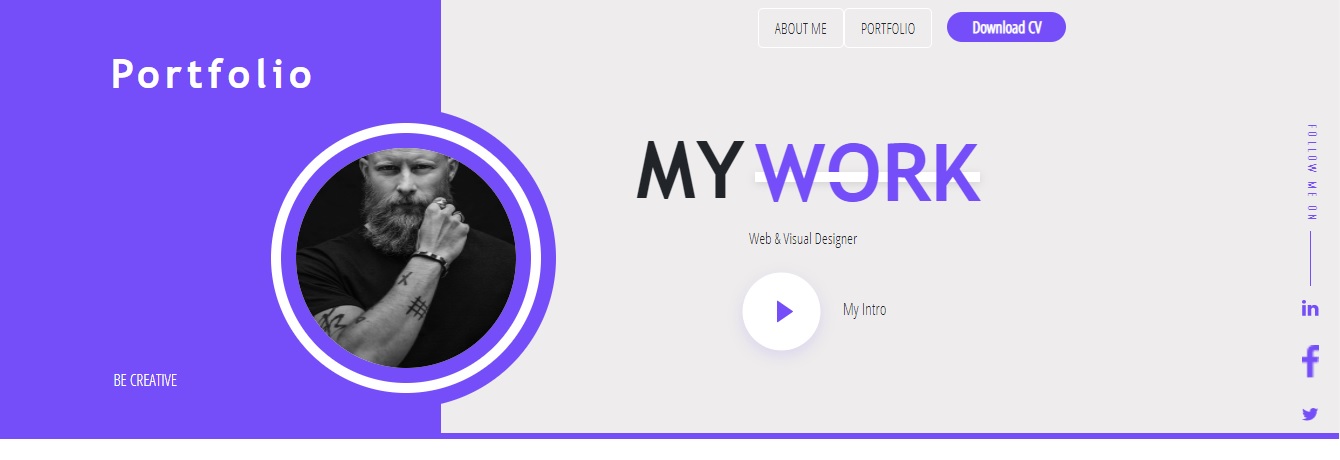 ABOUT ME
PORTFOLIO
Download CV
Portfolio
FOLLOW ME ON
MY WORK
Web & Visual Designer
My Intro
in
f
BE CREATIVE